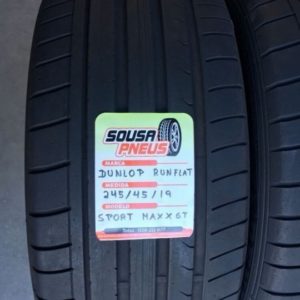 SOUSA
PNEUS
MARCA
DUNLOP RUNFLAT
MEDIDA
245/45/19
MODELO
SPORT MAXX GT